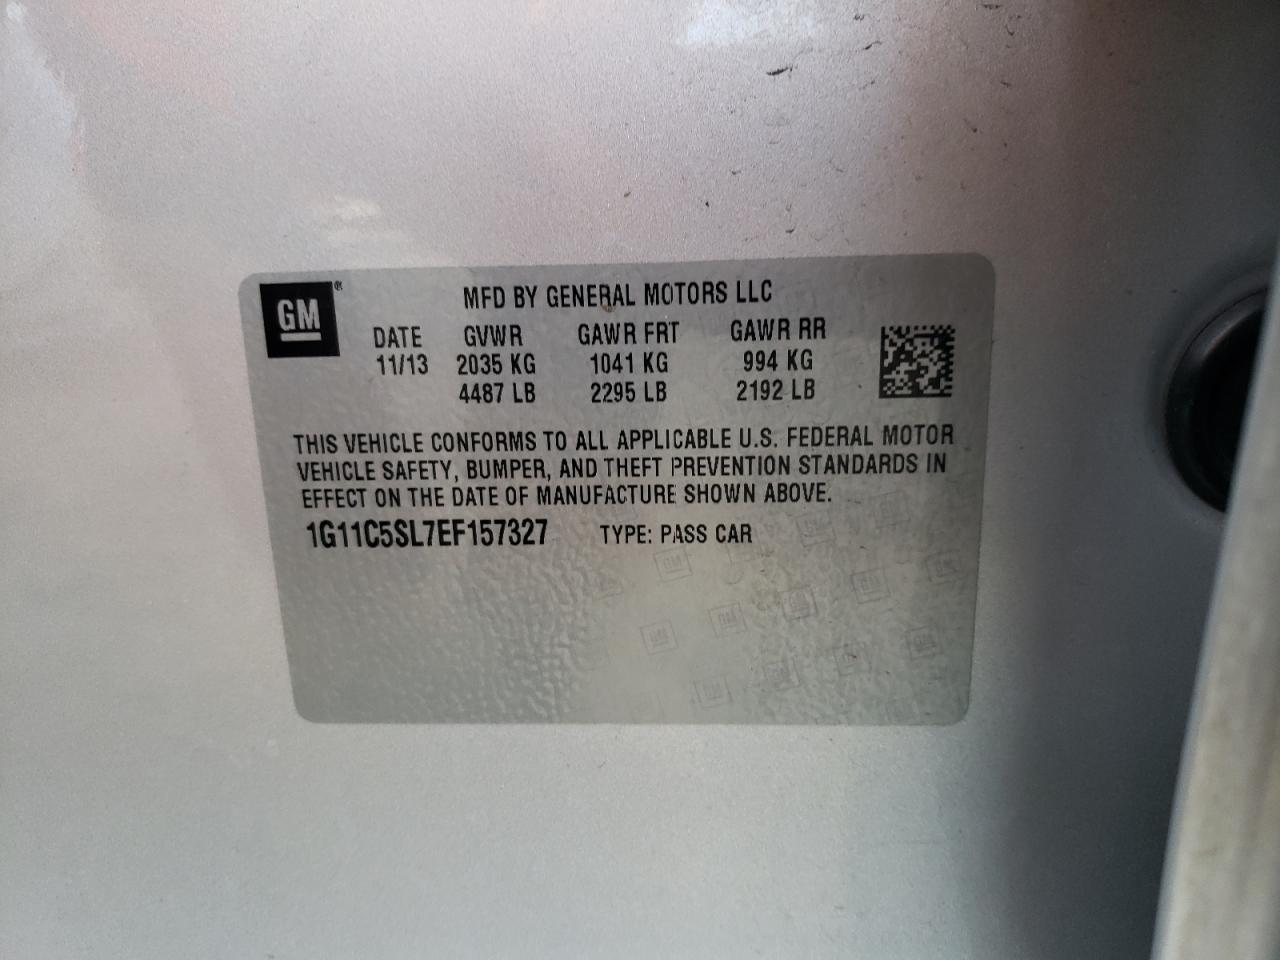 GM®
MFD BY GENERAL MOTORS LLC
DATE GVWR GAWR FRT GAWR RR
11/13 2035 KG 1041 KG 994 KG
4487 LB 2295 LB 2192 LB
THIS VEHICLE CONFORMS TO ALL APPLICABLE U.S. FEDERAL MOTOR
VEHICLE SAFETY, BUMPER, AND THEFT PREVENTION STANDARDS IN
EFFECT ON THE DATE OF MANUFACTURE SHOWN ABOVE.
1G11C5SL7EF157327 TYPE: PASS CAR